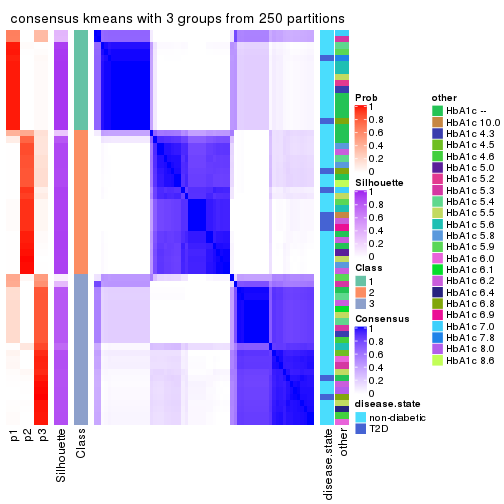 consensus kmeans with 3 groups from 250 partitions
p1
p2
p3
Silhouette
Class
disease.state
other
Prob
1
0.8
0.6
0.4
0.2
0
Silhouette
1
0.8
0.6
0.4
0.2
0
Class
1
2
3
Consensus
1
0.8
0.6
0.4
0.2
0
disease.state
non-diabetic
T2D
other
HbA1c --
HbA1c 10.0
HbA1c 4.3
HbA1c 4.5
HbA1c 4.6
HbA1c 5.0
HbA1c 5.2
HbA1c 5.3
HbA1c 5.4
HbA1c 5.5
HbA1c 5.6
HbA1c 5.8
HbA1c 5.9
HbA1c 6.0
HbA1c 6.1
HbA1c 6.2
HbA1c 6.4
HbA1c 6.8
HbA1c 6.9
HbA1c 7.0
HbA1c 7.8
HbA1c 8.0
HbA1c 8.6